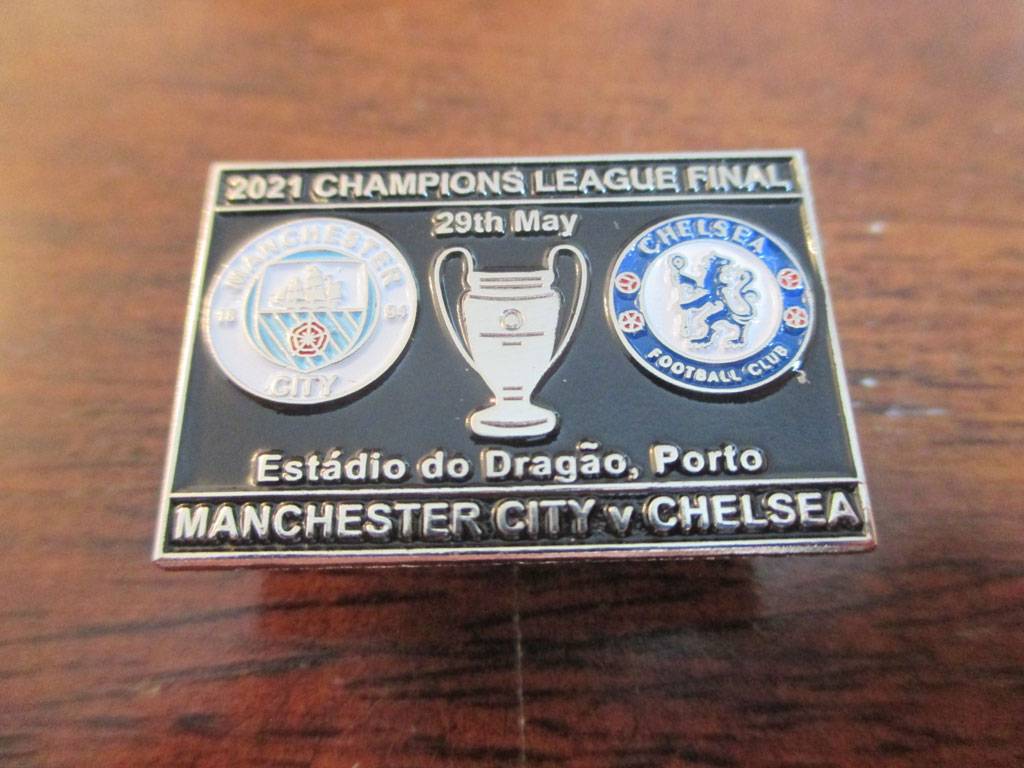 2021 CHAMPIONS LEAGUE FINAL
29th May
MANCHESTER
18 94
CITY
CHELSEA
FOOTBALL CLUB
Estádio do Dragão, Porto
MANCHESTER CITY v CHELSEA